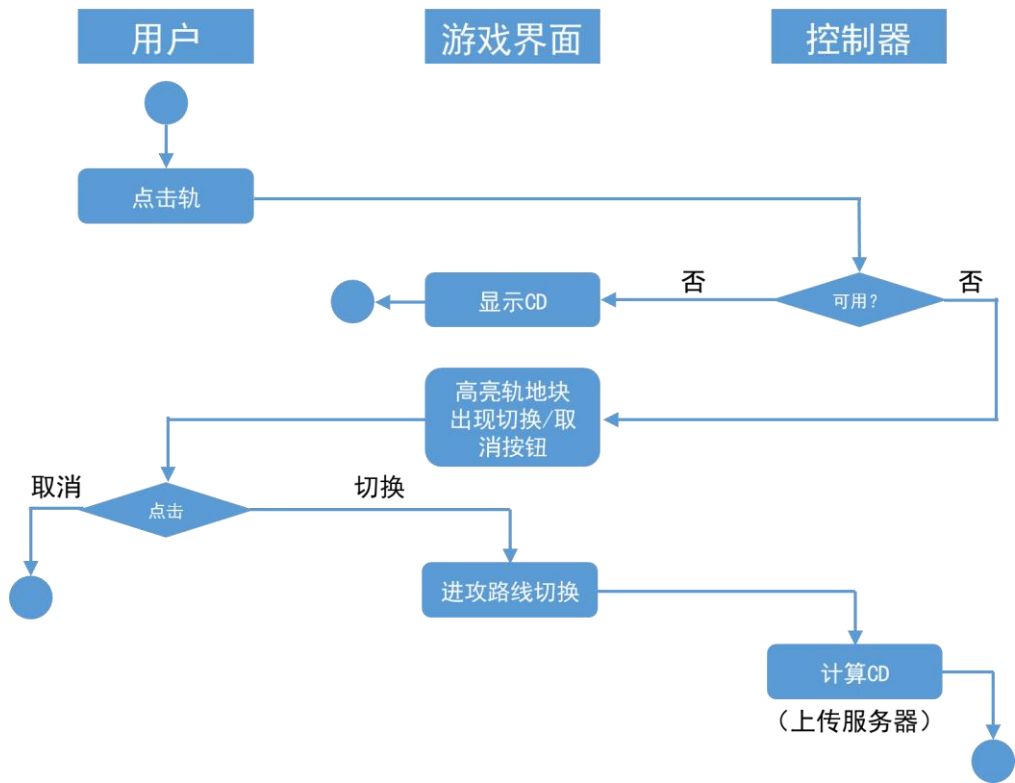 用户
游戏界面
控制器
点击轨
显示CD
否
可用?
否
高亮轨地块
出现切换/取
消按钮
取消
点击
切换
进攻路线切换
计算CD
(上传服务器)